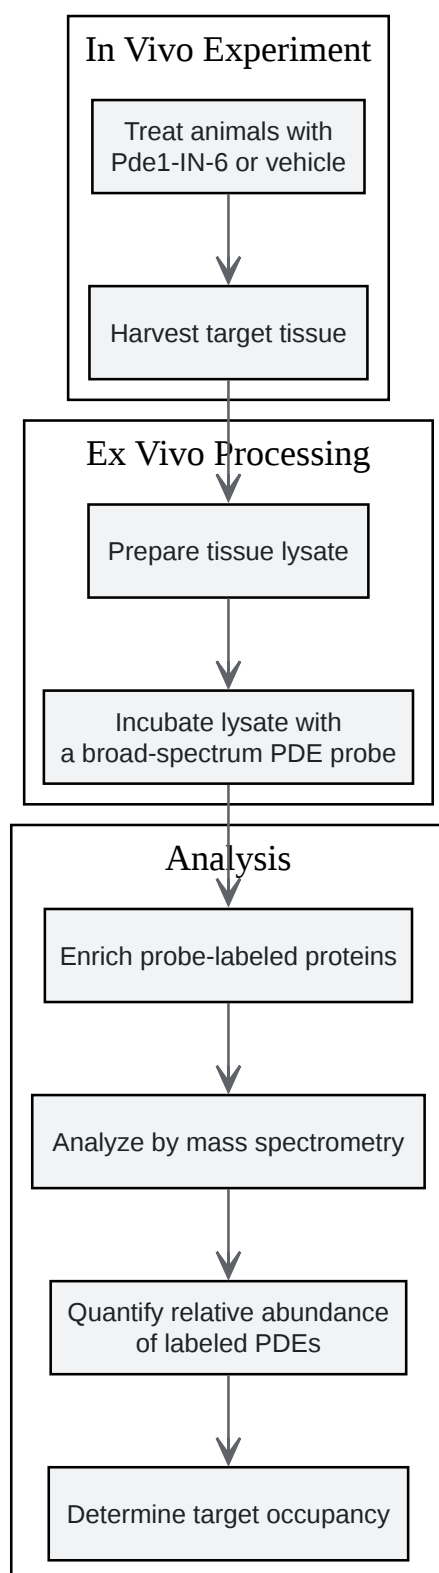 In Vivo Experiment
Treat animals with
Pde1-IN-6 or vehicle
Harvest target tissue
Ex Vivo Processing
Prepare tissue lysate
Incubate lysate with
a broad-spectrum PDE probe
Analysis
Enrich probe-labeled proteins
Analyze by mass spectrometry
Quantify relative abundance
of labeled PDEs
Determine target occupancy